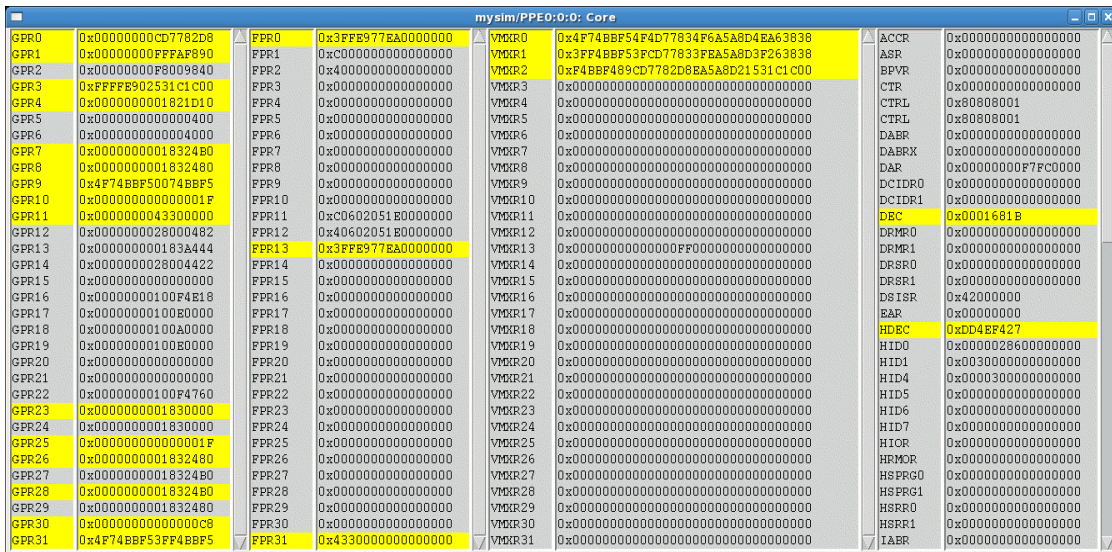 mysim/PPE0:0:0: Core
GPR0 0x00000000CD7782D8 FPR0 0x3FFE977EA0000000 VMXR0 0x4F74BBF54F4D77834F6A5A8D4EA63838 ACCR 0x0000000000000000
GPR1 0x00000000FFFAF890 FPR1 0xC000000000000000 VMXR1 0x3FF4BBF53FCD77833FEA5A8D3F263838 ASR 0x0000000000000000
GPR2 0x00000000F8009840 FPR2 0x4000000000000000 VMXR2 0xF4BBF489CD7782D8EA5A8D21531C1C00 BPVR 0x0000000000000000
GPR3 0xFFFFE902531C1C00 FPR3 0x0000000000000000 VMXR3 0x00000000000000000000000000000000 CTR 0x0000000000000000
GPR4 0x0000000001821D10 FPR4 0x0000000000000000 VMXR4 0x00000000000000000000000000000000 CTRL 0x80808001
GPR5 0x0000000000000400 FPR5 0x0000000000000000 VMXR5 0x00000000000000000000000000000000 CTRL 0x80808001
GPR6 0x0000000000004000 FPR6 0x0000000000000000 VMXR6 0x00000000000000000000000000000000 DABR 0x0000000000000000
GPR7 0x00000000018324B0 FPR7 0x0000000000000000 VMXR7 0x00000000000000000000000000000000 DABRX 0x0000000000000000
GPR8 0x0000000001832480 FPR8 0x0000000000000000 VMXR8 0x00000000000000000000000000000000 DAR 0x00000000F7FC0000
GPR9 0x4F74BBF50074BBF5 FPR9 0x0000000000000000 VMXR9 0x00000000000000000000000000000000 DCIDR0 0x0000000000000000
GPR10 0x000000000000001F FPR10 0x0000000000000000 VMXR10 0x00000000000000000000000000000000 DCIDR1 0x0000000000000000
GPR11 0x0000000043300000 FPR11 0xC0602051E0000000 VMXR11 0x00000000000000000000000000000000 DEC 0x0001681B
GPR12 0x0000000028000482 FPR12 0x40602051E0000000 VMXR12 0x00000000000000000000000000000000 DRMR0 0x0000000000000000
GPR13 0x000000000183A444 FPR13 0x3FFE977EA0000000 VMXR13 0x00000000000000FF0000000000000000 DRMR1 0x0000000000000000
GPR14 0x0000000028004422 FPR14 0x0000000000000000 VMXR14 0x00000000000000000000000000000000 DRSR0 0x0000000000000000
GPR15 0x0000000000000000 FPR15 0x0000000000000000 VMXR15 0x00000000000000000000000000000000 DRSR1 0x0000000000000000
GPR16 0x00000000100F4E18 FPR16 0x0000000000000000 VMXR16 0x00000000000000000000000000000000 DSISR 0x42000000
GPR17 0x00000000100E0000 FPR17 0x0000000000000000 VMXR17 0x00000000000000000000000000000000 EAR 0x00000000
GPR18 0x00000000100A0000 FPR18 0x0000000000000000 VMXR18 0x00000000000000000000000000000000 HDEC 0xDD4EF427
GPR19 0x00000000100E0000 FPR19 0x0000000000000000 VMXR19 0x00000000000000000000000000000000 HID0 0x0000028600000000
GPR20 0x0000000000000000 FPR20 0x0000000000000000 VMXR20 0x00000000000000000000000000000000 HID1 0x0030000000000000
GPR21 0x0000000000000000 FPR21 0x0000000000000000 VMXR21 0x00000000000000000000000000000000 HID4 0x0000300000000000
GPR22 0x00000000100F4760 FPR22 0x0000000000000000 VMXR22 0x00000000000000000000000000000000 HID5 0x0000000000000000
GPR23 0x0000000001830000 FPR23 0x0000000000000000 VMXR23 0x00000000000000000000000000000000 HID6 0x0000000000000000
GPR24 0x0000000001830000 FPR24 0x0000000000000000 VMXR24 0x00000000000000000000000000000000 HID7 0x0000000000000000
GPR25 0x000000000000001F FPR25 0x0000000000000000 VMXR25 0x00000000000000000000000000000000 HIOR 0x0000000000000000
GPR26 0x0000000001832480 FPR26 0x0000000000000000 VMXR26 0x00000000000000000000000000000000 HRMOR 0x0000000000000000
GPR27 0x00000000018324B0 FPR27 0x0000000000000000 VMXR27 0x00000000000000000000000000000000 HSPRG0 0x0000000000000000
GPR28 0x00000000018324B0 FPR28 0x0000000000000000 VMXR28 0x00000000000000000000000000000000 HSPRG1 0x0000000000000000
GPR29 0x0000000001832480 FPR29 0x0000000000000000 VMXR29 0x00000000000000000000000000000000 HSRR0 0x0000000000000000
GPR30 0x00000000000000C8 FPR30 0x0000000000000000 VMXR30 0x00000000000000000000000000000000 HSRR1 0x0000000000000000
GPR31 0x4F74BBF53FF4BBF5 FPR31 0x4330000000000000 VMXR31 0x00000000000000000000000000000000 IABR 0x0000000000000000